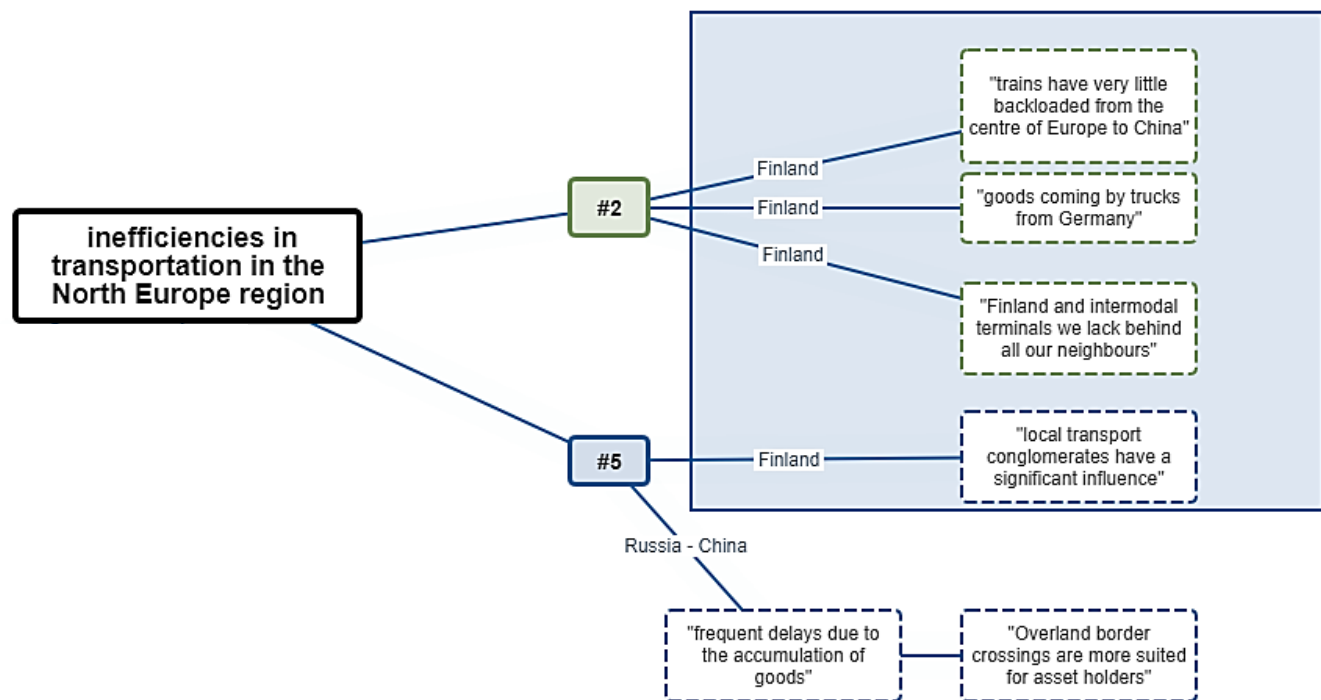 inefficiencies in
transportation in the
North Europe region
#2
Finland
"trains have very little
backloaded from the
centre of Europe to China"
Finland
"goods coming by trucks
from Germany"
Finland
"Finland and intermodal
terminals we lack behind
all our neighbours"
#5
Finland
"local transport
conglomerates have a
significant influence"
Russia - China
"frequent delays due to
the accumulation of
goods"
"Overland border
crossings are more suited
for asset holders"